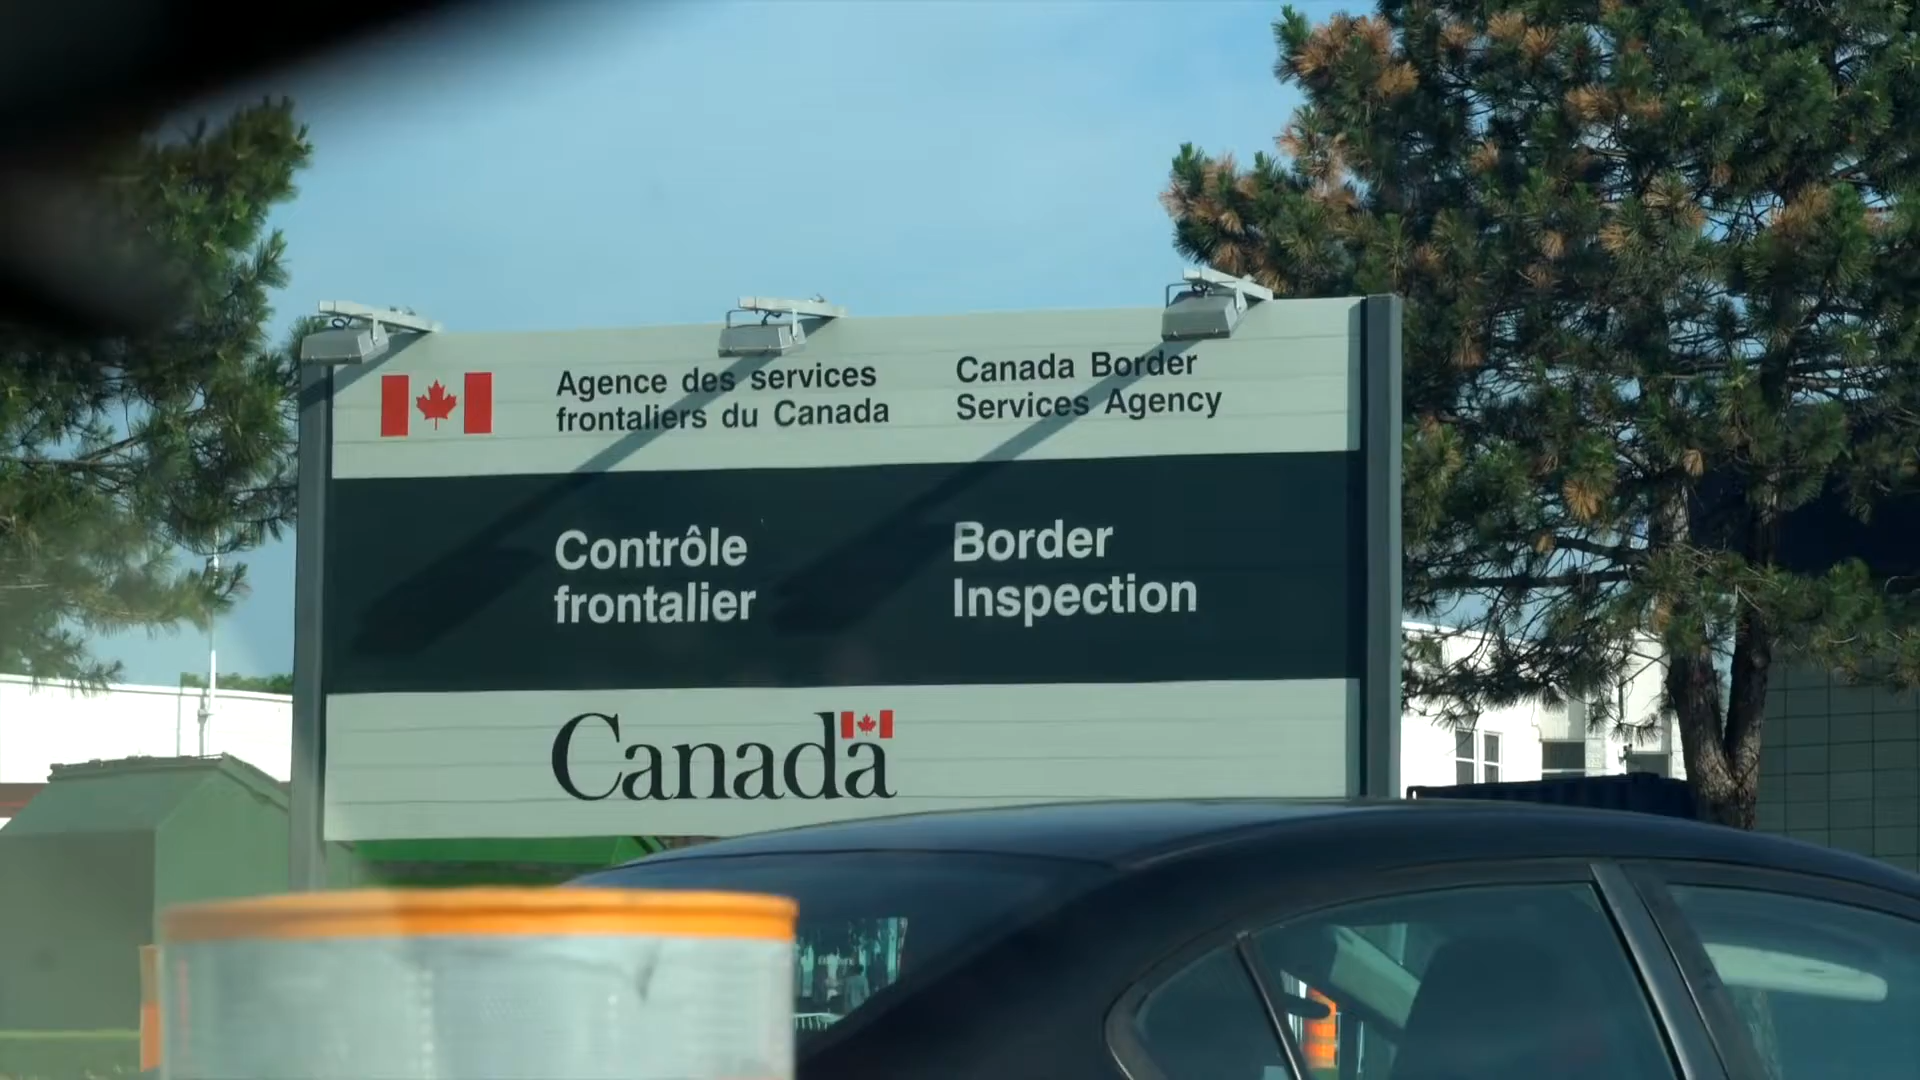 Agence des services
frontaliers du Canada
Canada Border
Services Agency
Contrôle
frontalier
Border
Inspection
Canada